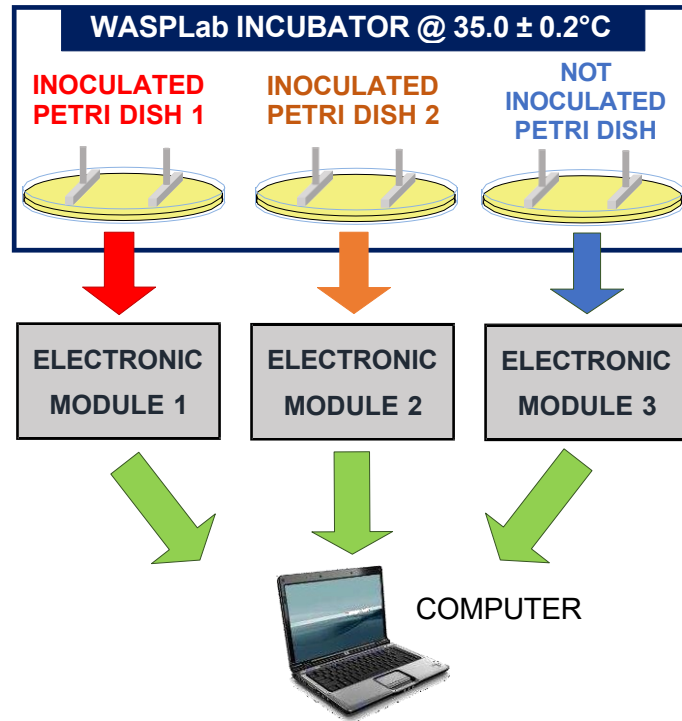 WASPLab INCUBATOR @ 35.0 ± 0.2°C
INOCULATED
PETRI DISH 1
INOCULATED
PETRI DISH 2
NOT
INOCULATED
PETRI DISH
ELECTRONIC
MODULE 1
ELECTRONIC
MODULE 2
ELECTRONIC
MODULE 3
COMPUTER